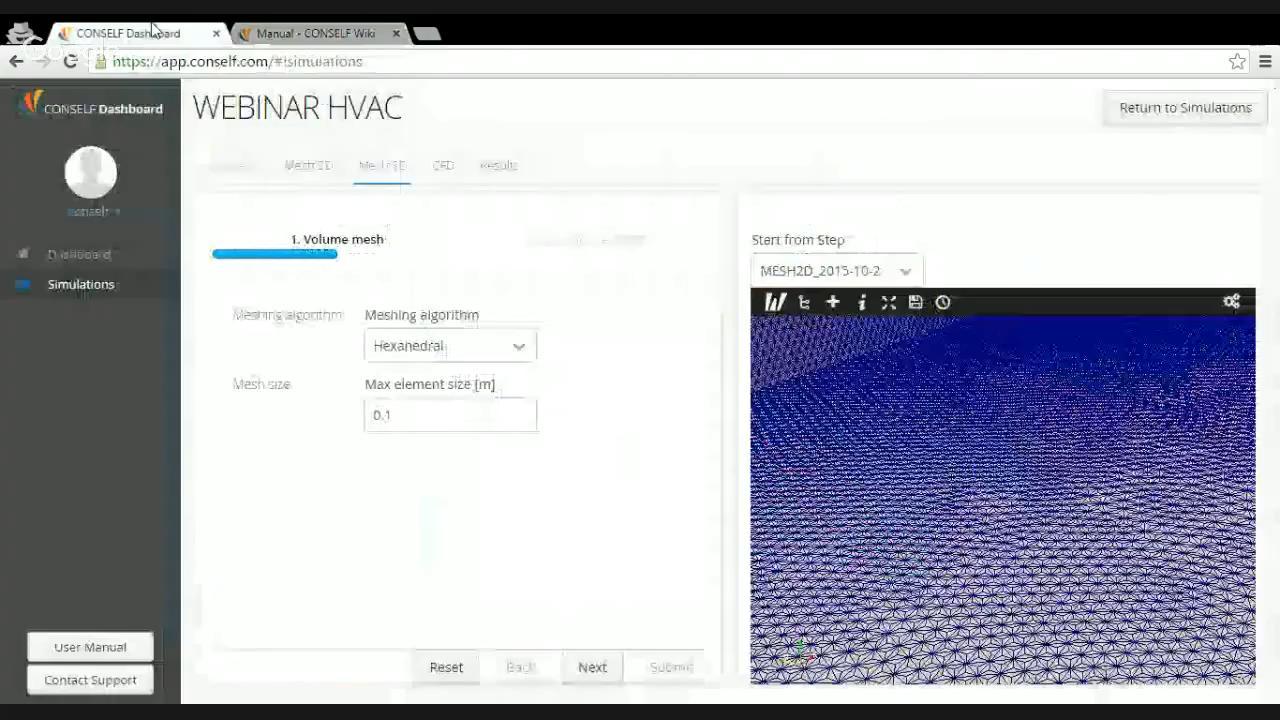 CONSELF Dashboard
Manual - CONSELF Wiki
https://app.conself.com/#!simulations
CONSELF Dashboard
WEBINAR HVAC
Return to Simulations
Mesh 2D
Mesh 3D
CFD
Results
conself
1. Volume mesh
Start from Step
Dashboard
MESH2D_2015-10-2
Simulations
Meshing algorithm
Meshing algorithm
Hexahedral
Mesh size
Max element size [m]
0.1
User Manual
Reset
Back
Next
Submit
Contact Support